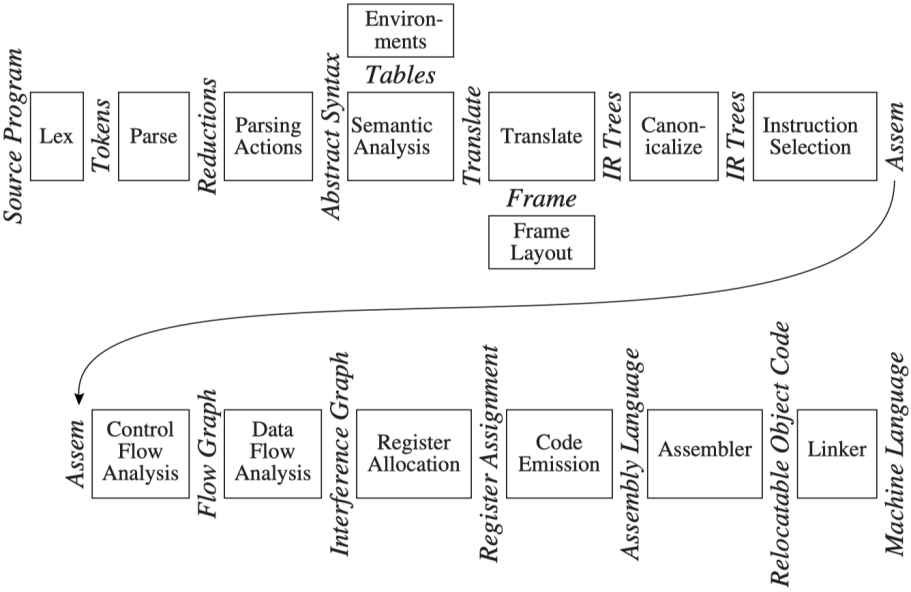 Source Program
Lex
Tokens
Parse
Reductions
Parsing
Actions
Abstract Syntax
Environ-
ments
Tables
Semantic
Analysis
Translate
Translate
Frame
Frame
Layout
IR Trees
Canon-
icalize
IR Trees
Instruction
Selection
Assem
Assem
Control
Flow
Analysis
Flow Graph
Data
Flow
Analysis
Interference Graph
Register
Allocation
Register Assignment
Code
Emission
Assembly Language
Assembler
Relocatable Object Code
Linker
Machine Language